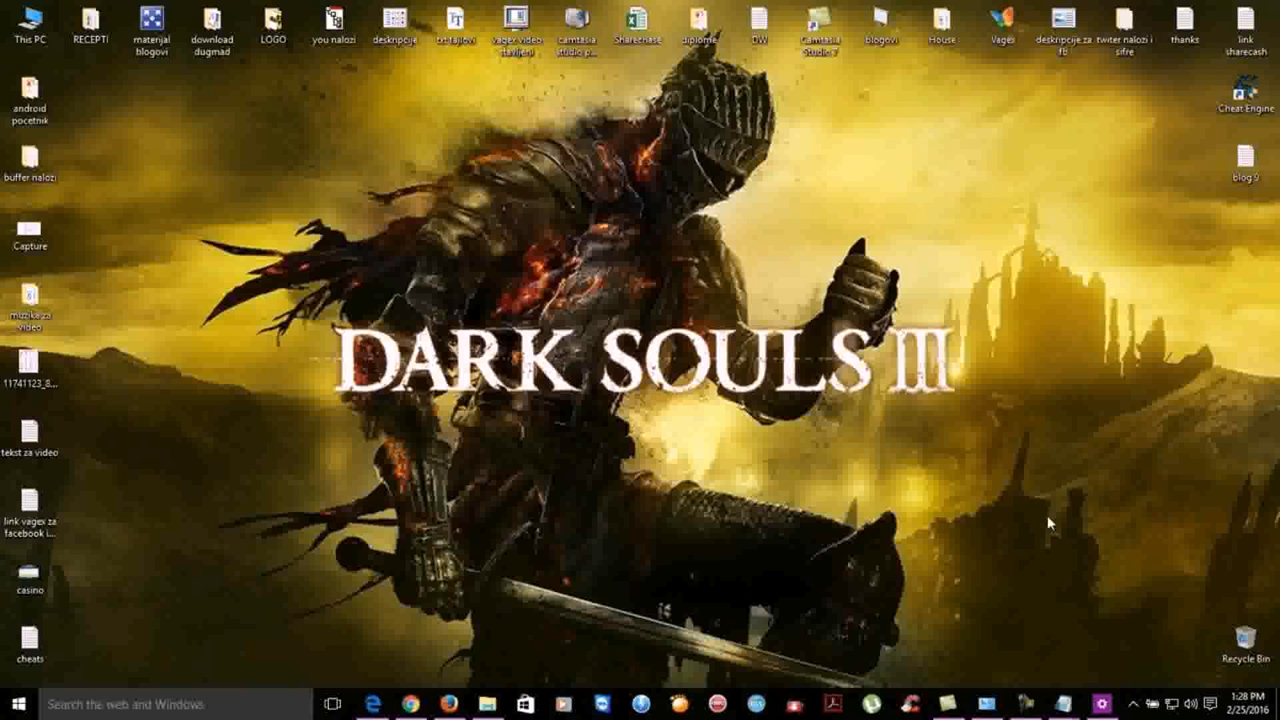 This PC
RECEPTI
materijal
blogovi
download
dugmad
LOGO
you nalozi
deskripcije
txt fajlovi
vagex video
stavljeni
camtasia
studio p...
Sharechase
diplome
DW
Camtasia
Studio 7
blogovi
House
Vagex
deskripcije za
fb
twiter nalozi i
sifre
thanks
link
sharecash
android
pocetnik
Cheat Engine
buffer nalozi
blog 9
Capture
muzika za
video
DARK SOULS III
11741123_8...
tekst za video
link vagex za
facebook i...
casino
cheats
Recycle Bin
Search the web and Windows
1:28 PM
2/25/2016